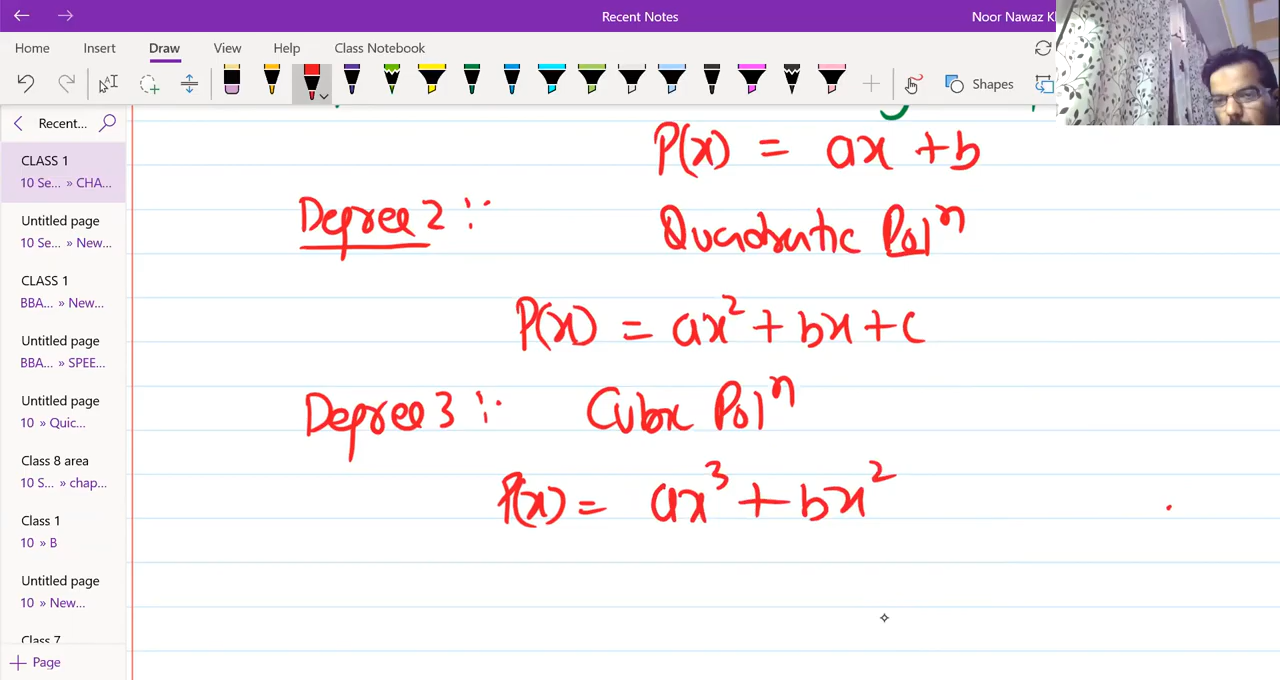 Recent Notes
Noor Nawaz Kh
Home Insert Draw View Help Class Notebook
Shapes
Recent...
CLASS 1
10 Se... » CHA...
Untitled page
10 Se... » New...
CLASS 1
BBA... » New...
Untitled page
BBA... » SPEE...
Untitled page
10 » Quic...
Class 8 area
10 S... » chap...
Class 1
10 » B
Untitled page
10 » New...
Class 7
Page
P(x) = ax + b
Degree 2 :- Quadratic Polⁿ
P(x) = ax² + bx + c
Degree 3 :- Cubic Polⁿ
P(x) = ax³ + bx²